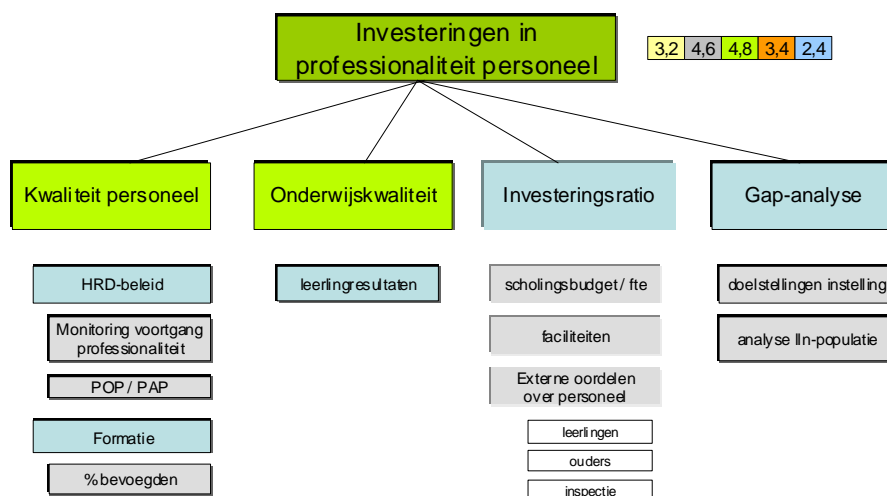 Investeringen in
professionaliteit personeel
3,2 4,6 4,8 3,4 2,4
Kwaliteit personeel
Onderwijskwaliteit
Investeringsratio
Gap-analyse
HRD-beleid
Monitoring voortgang
professionaliteit
POP / PAP
Formatie
% bevoegden
leerlingresultaten
scholingsbudget / fte
faciliteiten
Externe oordelen
over personeel
leerlingen
ouders
inspectie
doelstellingen instelling
analyse lln-populatie